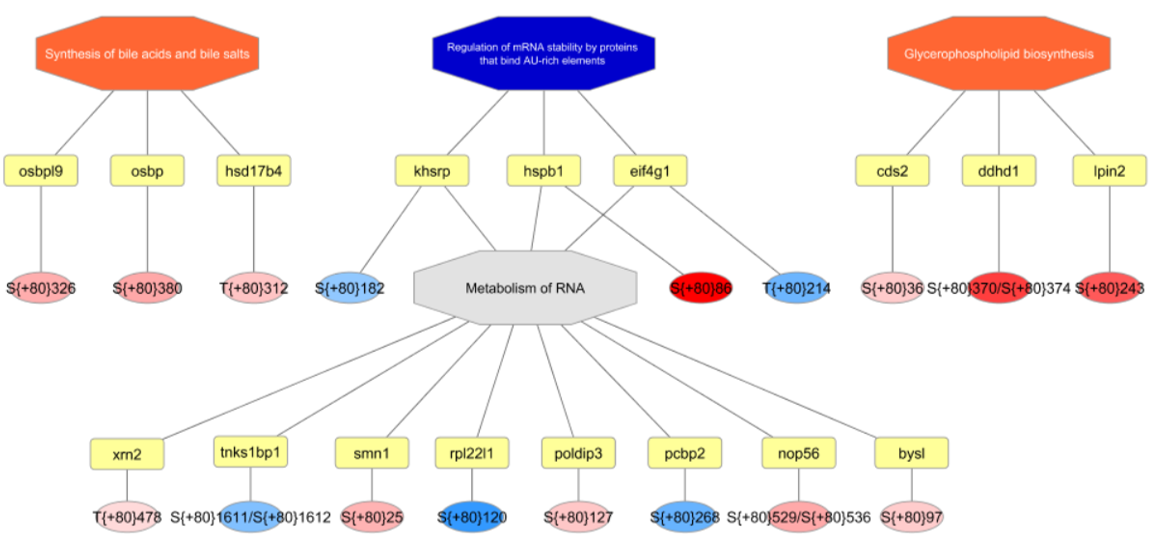 Synthesis of bile acids and bile salts
Regulation of mRNA stability by proteins
that bind AU-rich elements
Glycerophospholipid biosynthesis
osbpl9
osbp
hsd17b4
khsrp
hspb1
eif4g1
cds2
ddhd1
lpin2
S{+80}326
S{+80}380
T{+80}312
S{+80}182
Metabolism of RNA
S{+80}86
T{+80}214
S{+80}36
S{+80}370/S{+80}374
S{+80}243
xrn2
tnks1bp1
smn1
rpl22l1
poldip3
pcbp2
nop56
bysl
T{+80}478
S{+80}1611/S{+80}1612
S{+80}25
S{+80}120
S{+80}127
S{+80}268
S{+80}529/S{+80}536
S{+80}97